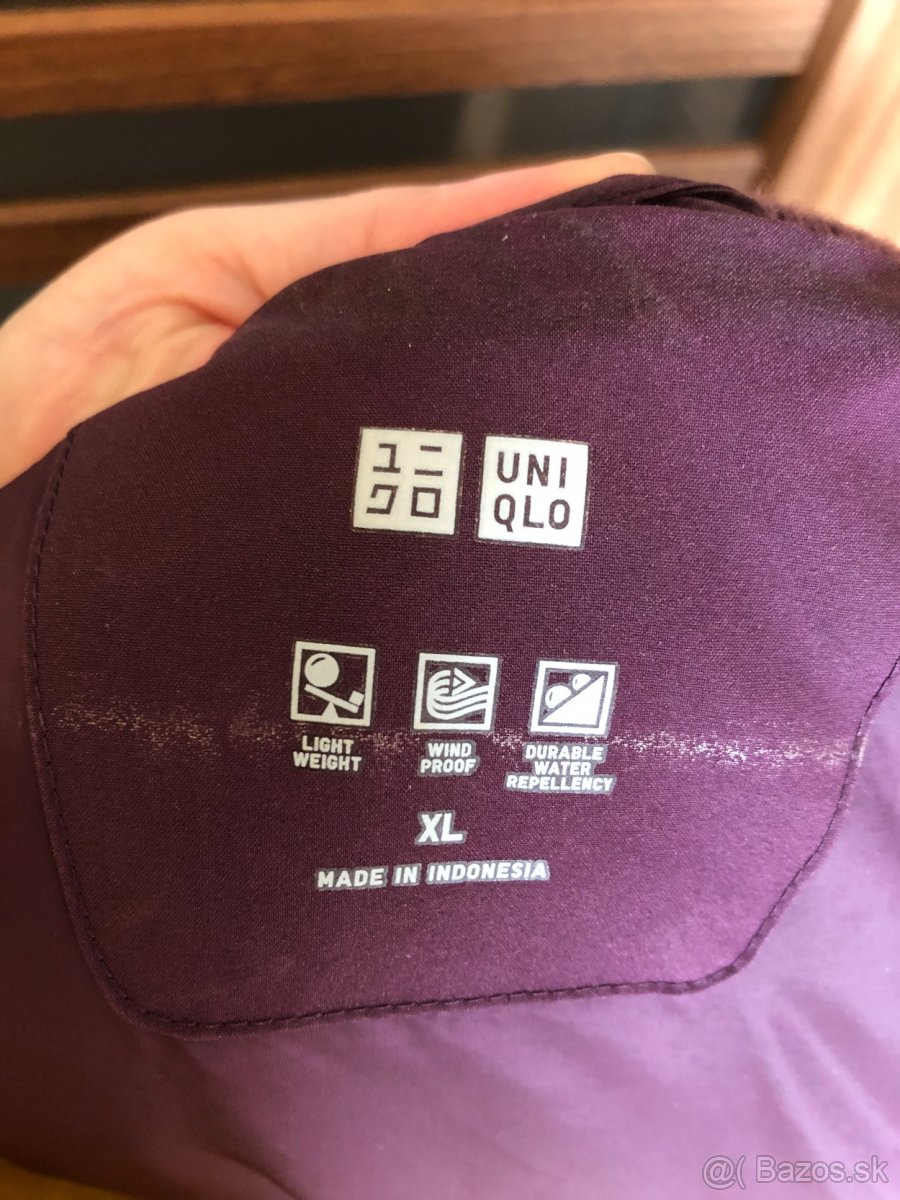 ユニ
クロ
UNI
QLO
LIGHT
WEIGHT
WIND
PROOF
DURABLE
WATER
REPELLENCY
XL
MADE IN INDONESIA
@( Bazos.sk